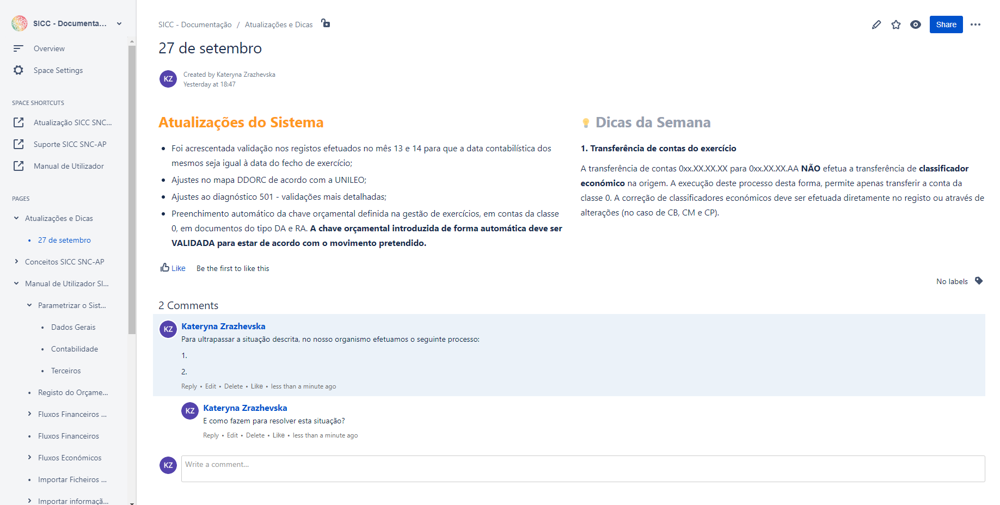 SICC - Documenta...
Overview
Space Settings
SPACE SHORTCUTS
Atualização SICC SNC...
Suporte SICC SNC-AP
Manual de Utilizador
PAGES
Atualizações e Dicas
27 de setembro
Conceitos SICC SNC-AP
Manual de Utilizador SI...
Parametrizar o Sist...
Dados Gerais
Contabilidade
Terceiros
Registo do Orçame...
Fluxos Financeiros ...
Fluxos Financeiros
Fluxos Económicos
Importar Ficheiros ...
Importar informaçã...
SICC - Documentação / Atualizações e Dicas
Share
27 de setembro
KZ
Created by Kateryna Zrazhevska
Yesterday at 18:47
Atualizações do Sistema
Foi acrescentada validação nos registos efetuados no mês 13 e 14 para que a data contabilística dos
mesmos seja igual à data do fecho de exercício;
Ajustes no mapa DDORC de acordo com a UNILEO;
Ajustes ao diagnóstico 501 - validações mais detalhadas;
Preenchimento automático da chave orçamental definida na gestão de exercícios, em contas da classe
0, em documentos do tipo DA e RA. A chave orçamental introduzida de forma automática deve ser
VALIDADA para estar de acordo com o movimento pretendido.
Dicas da Semana
1. Transferência de contas do exercício
A transferência de contas 0xx.XX.XX.XX para 0xx.XX.XX.AA NÃO efetua a transferência de classificador
económico na origem. A execução deste processo desta forma, permite apenas transferir a conta da
classe 0. A correção de classificadores económicos deve ser efetuada diretamente no registo ou através de
alterações (no caso de CB, CM e CP).
Like Be the first to like this
No labels
2 Comments
KZ
Kateryna Zrazhevska
Para ultrapassar a situação descrita, no nosso organismo efetuamos o seguinte processo:
1.
2.
Reply • Edit • Delete • Like • less than a minute ago
KZ
Kateryna Zrazhevska
E como fazem para resolver esta situação?
Reply • Edit • Delete • Like • less than a minute ago
KZ
Write a comment...